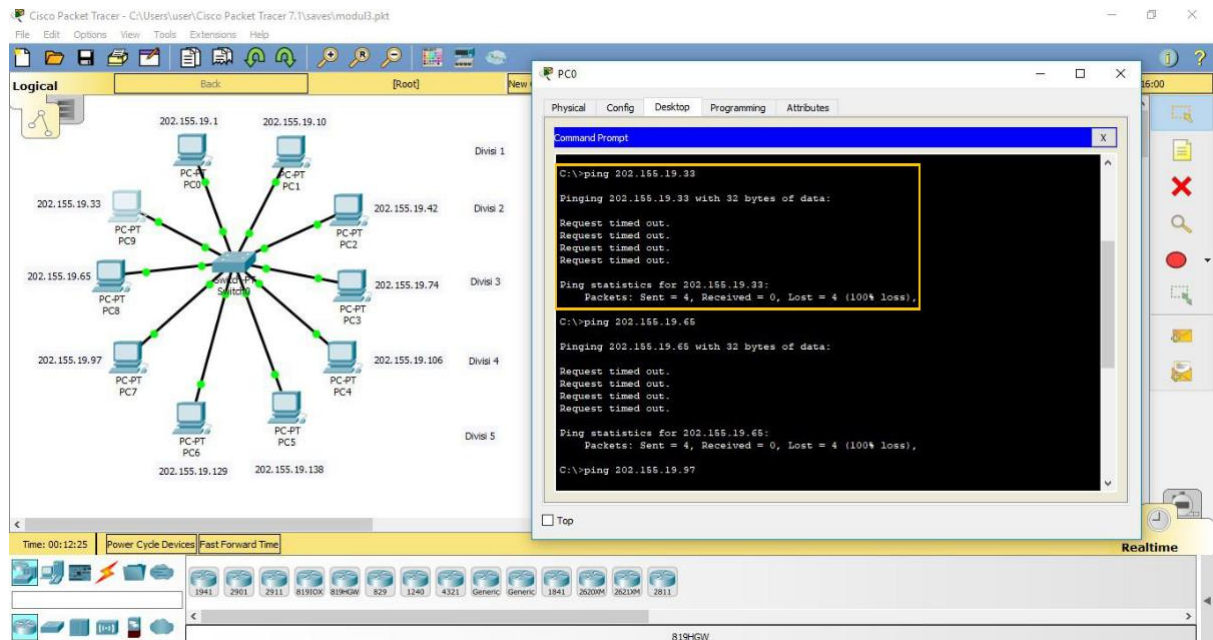 Cisco Packet Tracer - C:\Users\user\Cisco Packet Tracer 7.1\saves\modul3.pkt
File Edit Options View Tools Extensions Help
Logical Back [Root] New 16:00
202.155.19.1 202.155.19.10
Divisi 1
PC-PT
PC0
PC-PT
PC1
202.155.19.33
202.155.19.42 Divisi 2
PC-PT
PC9
PC-PT
PC2
202.155.19.65
202.155.19.74 Divisi 3
Switch-PT
Switch0
PC-PT
PC8
PC-PT
PC3
202.155.19.97
202.155.19.106 Divisi 4
PC-PT
PC7
PC-PT
PC4
PC-PT
PC6
PC-PT
PC5
Divisi 5
202.155.19.129 202.155.19.138
PC0
Physical Config Desktop Programming Attributes
Command Prompt X
C:\>ping 202.155.19.33
Pinging 202.155.19.33 with 32 bytes of data:
Request timed out.
Request timed out.
Request timed out.
Request timed out.
Ping statistics for 202.155.19.33:
Packets: Sent = 4, Received = 0, Lost = 4 (100% loss),
C:\>ping 202.155.19.65
Pinging 202.155.19.65 with 32 bytes of data:
Request timed out.
Request timed out.
Request timed out.
Request timed out.
Ping statistics for 202.155.19.65:
Packets: Sent = 4, Received = 0, Lost = 4 (100% loss),
C:\>ping 202.155.19.97
Top
Time: 00:12:25 Power Cycle Devices Fast Forward Time Realtime
1941 2901 2911 819IOX 819HGW 829 1240 4321 Generic Generic 1841 2620XM 2621XM 2811
819HGW